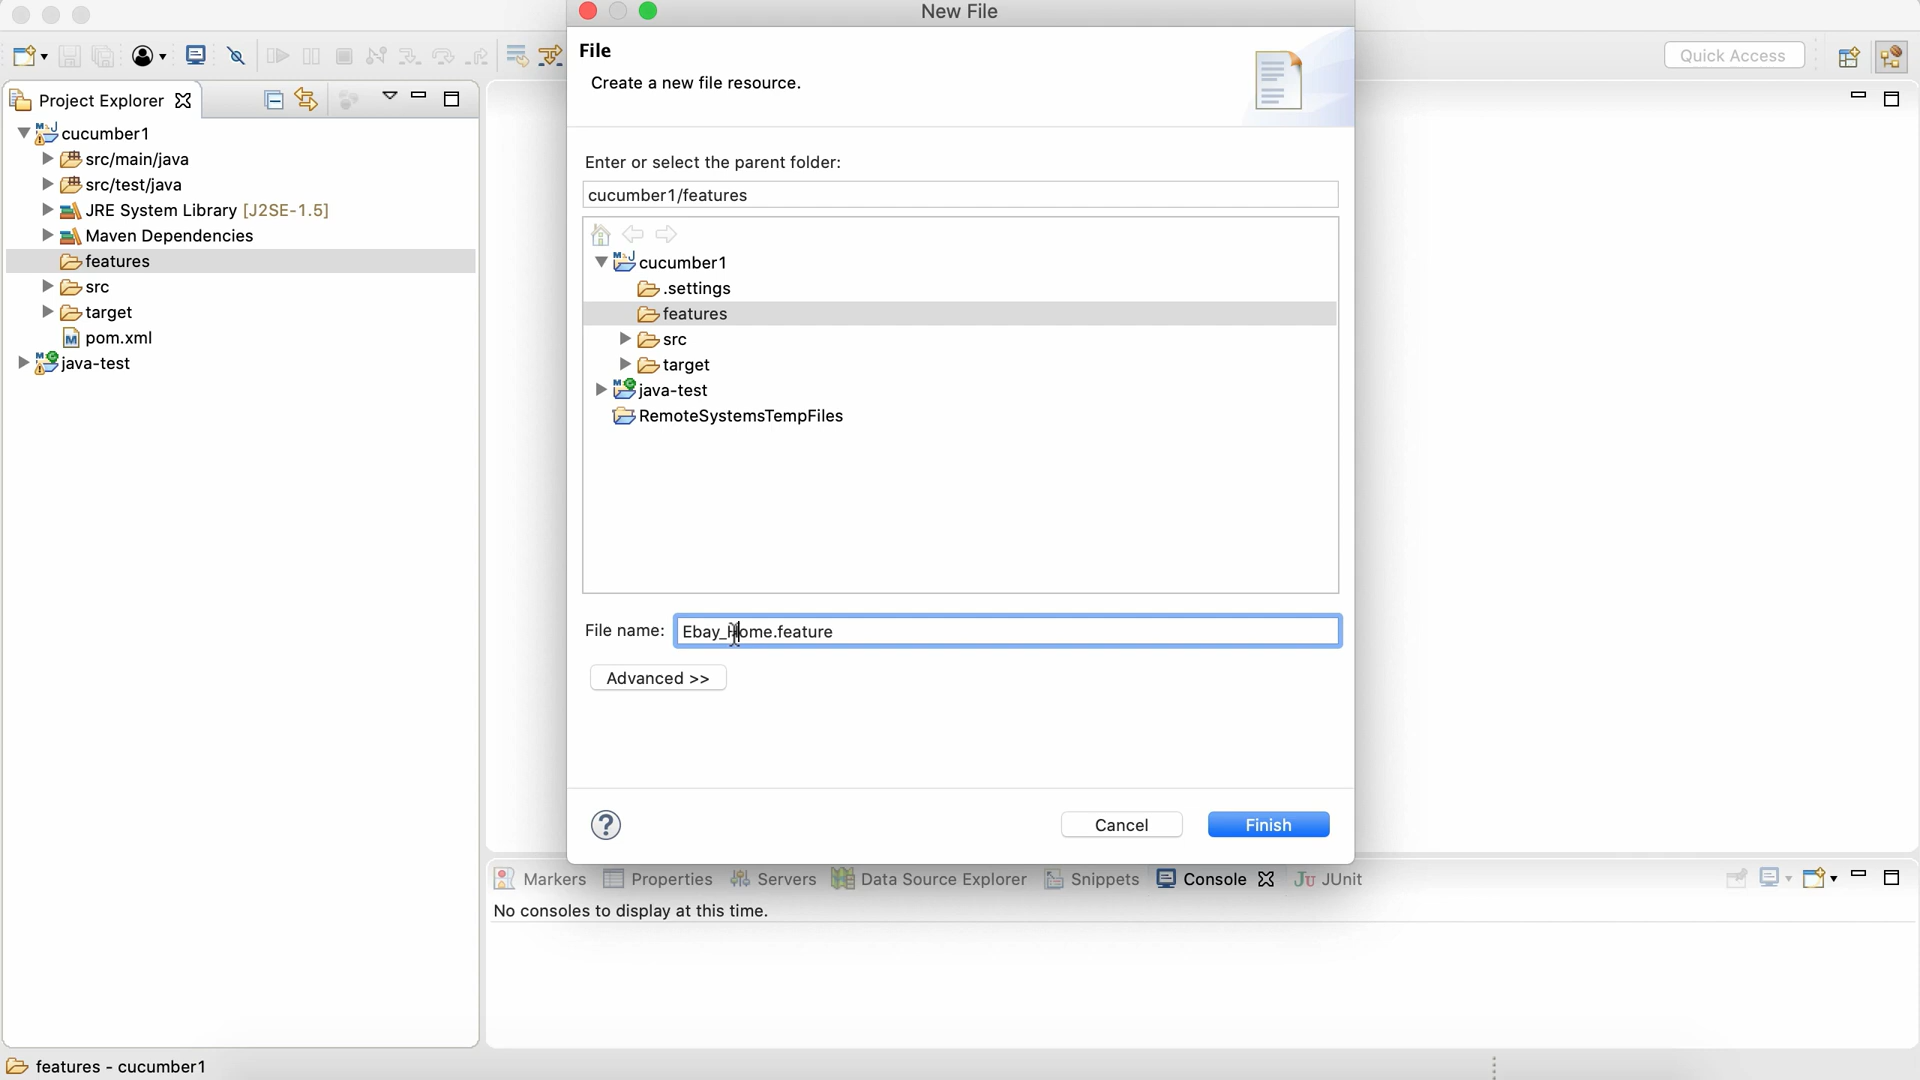 New File
File
Create a new file resource.
Quick Access
Project Explorer
cucumber1
src/main/java
src/test/java
JRE System Library [J2SE-1.5]
Maven Dependencies
features
src
target
pom.xml
java-test
Enter or select the parent folder:
cucumber1/features
cucumber1
.settings
features
src
target
java-test
RemoteSystemsTempFiles
File name: Ebay_Home.feature
Advanced >>
Cancel
Finish
Markers
Properties
Servers
Data Source Explorer
Snippets
Console
JUnit
No consoles to display at this time.
features - cucumber1